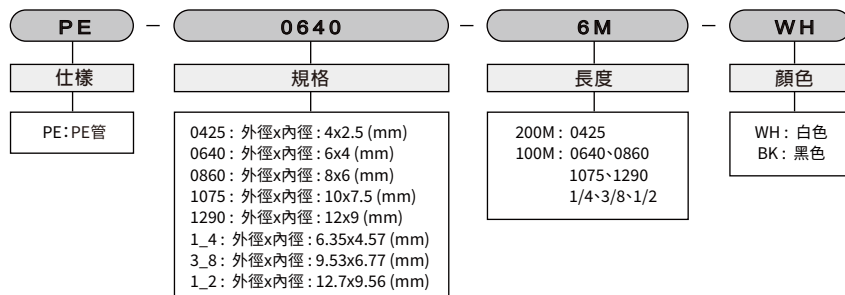 PE － 0640 － 6M － WH
仕樣 規格 長度 顏色
PE：PE管
0425 : 外徑x內徑 : 4x2.5 (mm)
0640 : 外徑x內徑 : 6x4 (mm)
0860 : 外徑x內徑 : 8x6 (mm)
1075 : 外徑x內徑 : 10x7.5 (mm)
1290 : 外徑x內徑 : 12x9 (mm)
1_4 : 外徑x內徑 : 6.35x4.57 (mm)
3_8 : 外徑x內徑 : 9.53x6.77 (mm)
1_2 : 外徑x內徑 : 12.7x9.56 (mm)
200M : 0425
100M : 0640、0860
1075、1290
1/4、3/8、1/2
WH : 白色
BK : 黑色